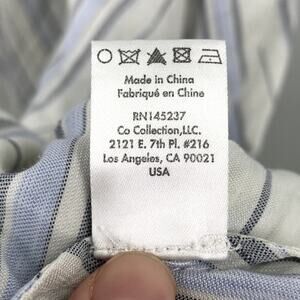 Made in China
Fabriqué en Chine
RN145237
Co Collection,LLC.
2121 E. 7th Pl. #216
Los Angeles, CA 90021
USA